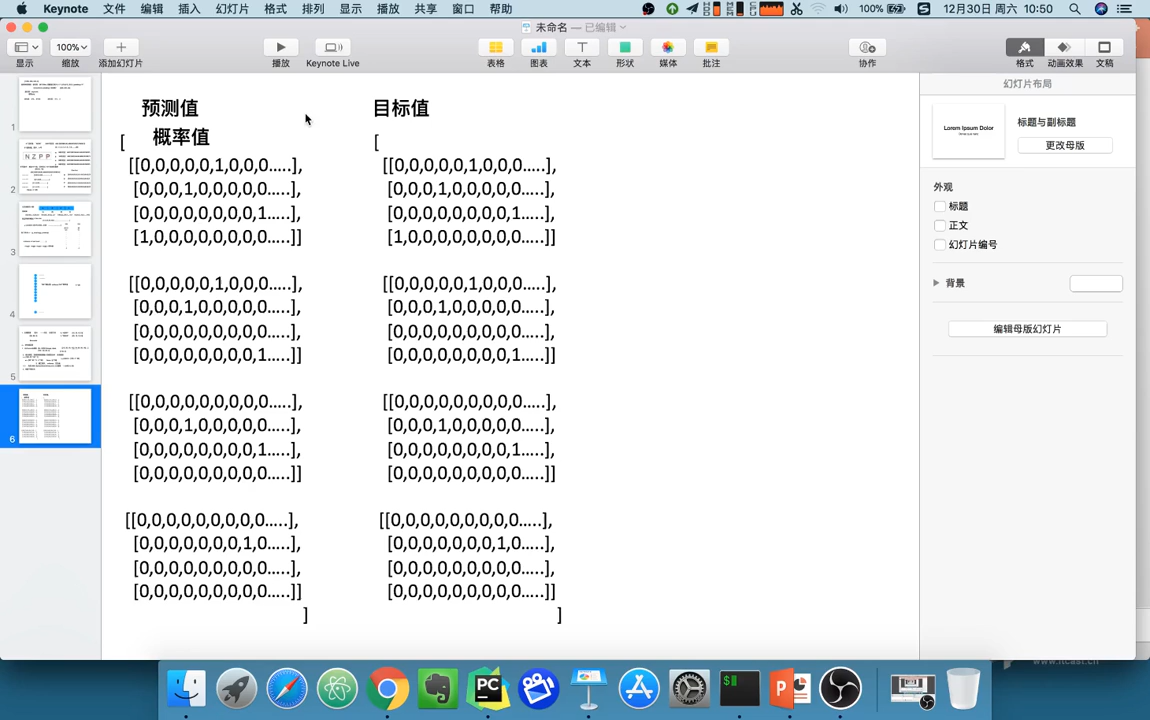 Keynote 文件 编辑 插入 幻灯片 格式 排列 显示 播放 共享 窗口 帮助 100% 12月30日 周六 10:50
未命名 — 已编辑
100%
显示 缩放 添加幻灯片 播放 Keynote Live 表格 图表 文本 形状 媒体 批注 协作 格式 动画效果 文稿
幻灯片布局
Lorem Ipsum Dolor
标题与副标题
更改母版
外观
标题
正文
幻灯片编号
背景
编辑母版幻灯片
1
2
NZPP
3
4
5
6
预测值
概率值
[
[[0,0,0,0,0,1,0,0,0.....],
[0,0,0,1,0,0,0,0,0.....],
[0,0,0,0,0,0,0,0,1.....],
[1,0,0,0,0,0,0,0,0.....]]
[[0,0,0,0,0,1,0,0,0.....],
[0,0,0,1,0,0,0,0,0.....],
[0,0,0,0,0,0,0,0,0.....],
[0,0,0,0,0,0,0,0,1.....]]
[[0,0,0,0,0,0,0,0,0.....],
[0,0,0,1,0,0,0,0,0.....],
[0,0,0,0,0,0,0,0,1.....],
[0,0,0,0,0,0,0,0,0.....]]
[[0,0,0,0,0,0,0,0,0.....],
[0,0,0,0,0,0,0,1,0.....],
[0,0,0,0,0,0,0,0,0.....],
[0,0,0,0,0,0,0,0,0.....]]
]
目标值
[
[[0,0,0,0,0,1,0,0,0.....],
[0,0,0,1,0,0,0,0,0.....],
[0,0,0,0,0,0,0,0,1.....],
[1,0,0,0,0,0,0,0,0.....]]
[[0,0,0,0,0,1,0,0,0.....],
[0,0,0,1,0,0,0,0,0.....],
[0,0,0,0,0,0,0,0,0.....],
[0,0,0,0,0,0,0,0,1.....]]
[[0,0,0,0,0,0,0,0,0.....],
[0,0,0,1,0,0,0,0,0.....],
[0,0,0,0,0,0,0,0,1.....],
[0,0,0,0,0,0,0,0,0.....]]
[[0,0,0,0,0,0,0,0,0.....],
[0,0,0,0,0,0,0,1,0.....],
[0,0,0,0,0,0,0,0,0.....],
[0,0,0,0,0,0,0,0,0.....]]
]
PC
$
P
www.itcast.cn